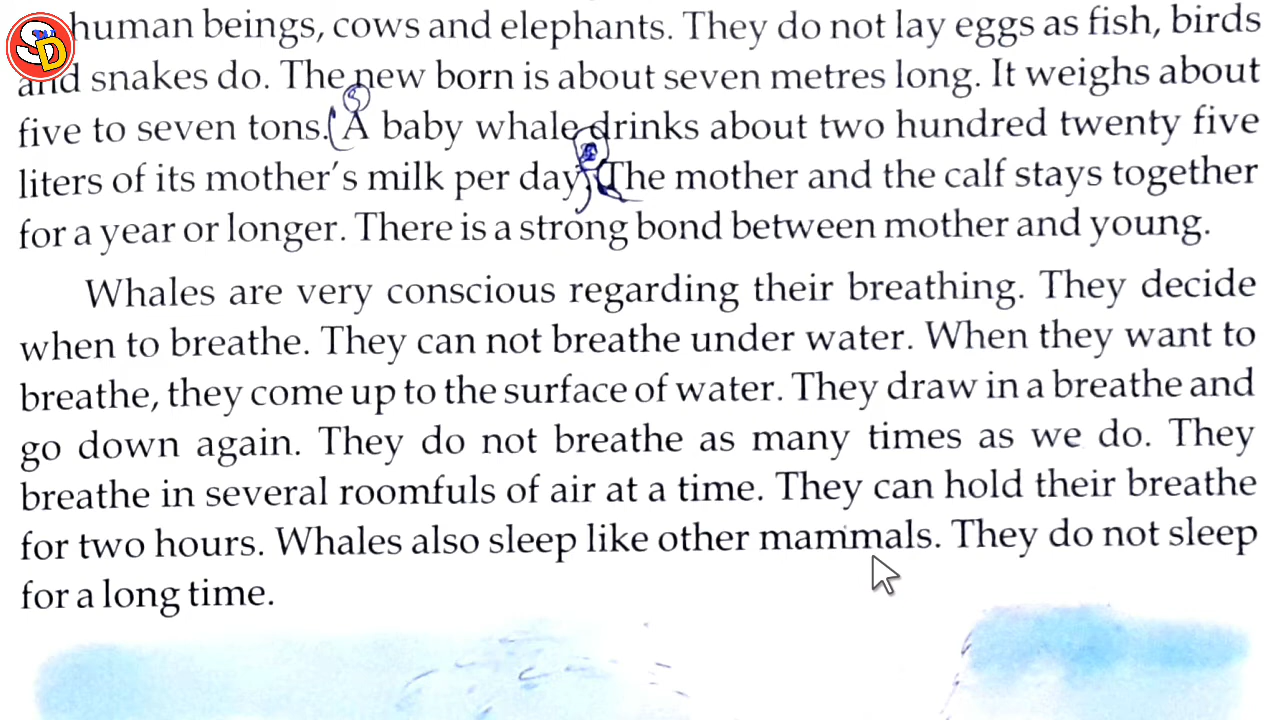 SD
human beings, cows and elephants. They do not lay eggs as fish, birds
and snakes do. The new born is about seven metres long. It weighs about
five to seven tons. A baby whale drinks about two hundred twenty five
liters of its mother's milk per day. The mother and the calf stays together
for a year or longer. There is a strong bond between mother and young.
Whales are very conscious regarding their breathing. They decide
when to breathe. They can not breathe under water. When they want to
breathe, they come up to the surface of water. They draw in a breathe and
go down again. They do not breathe as many times as we do. They
breathe in several roomfuls of air at a time. They can hold their breathe
for two hours. Whales also sleep like other mammals. They do not sleep
for a long time.